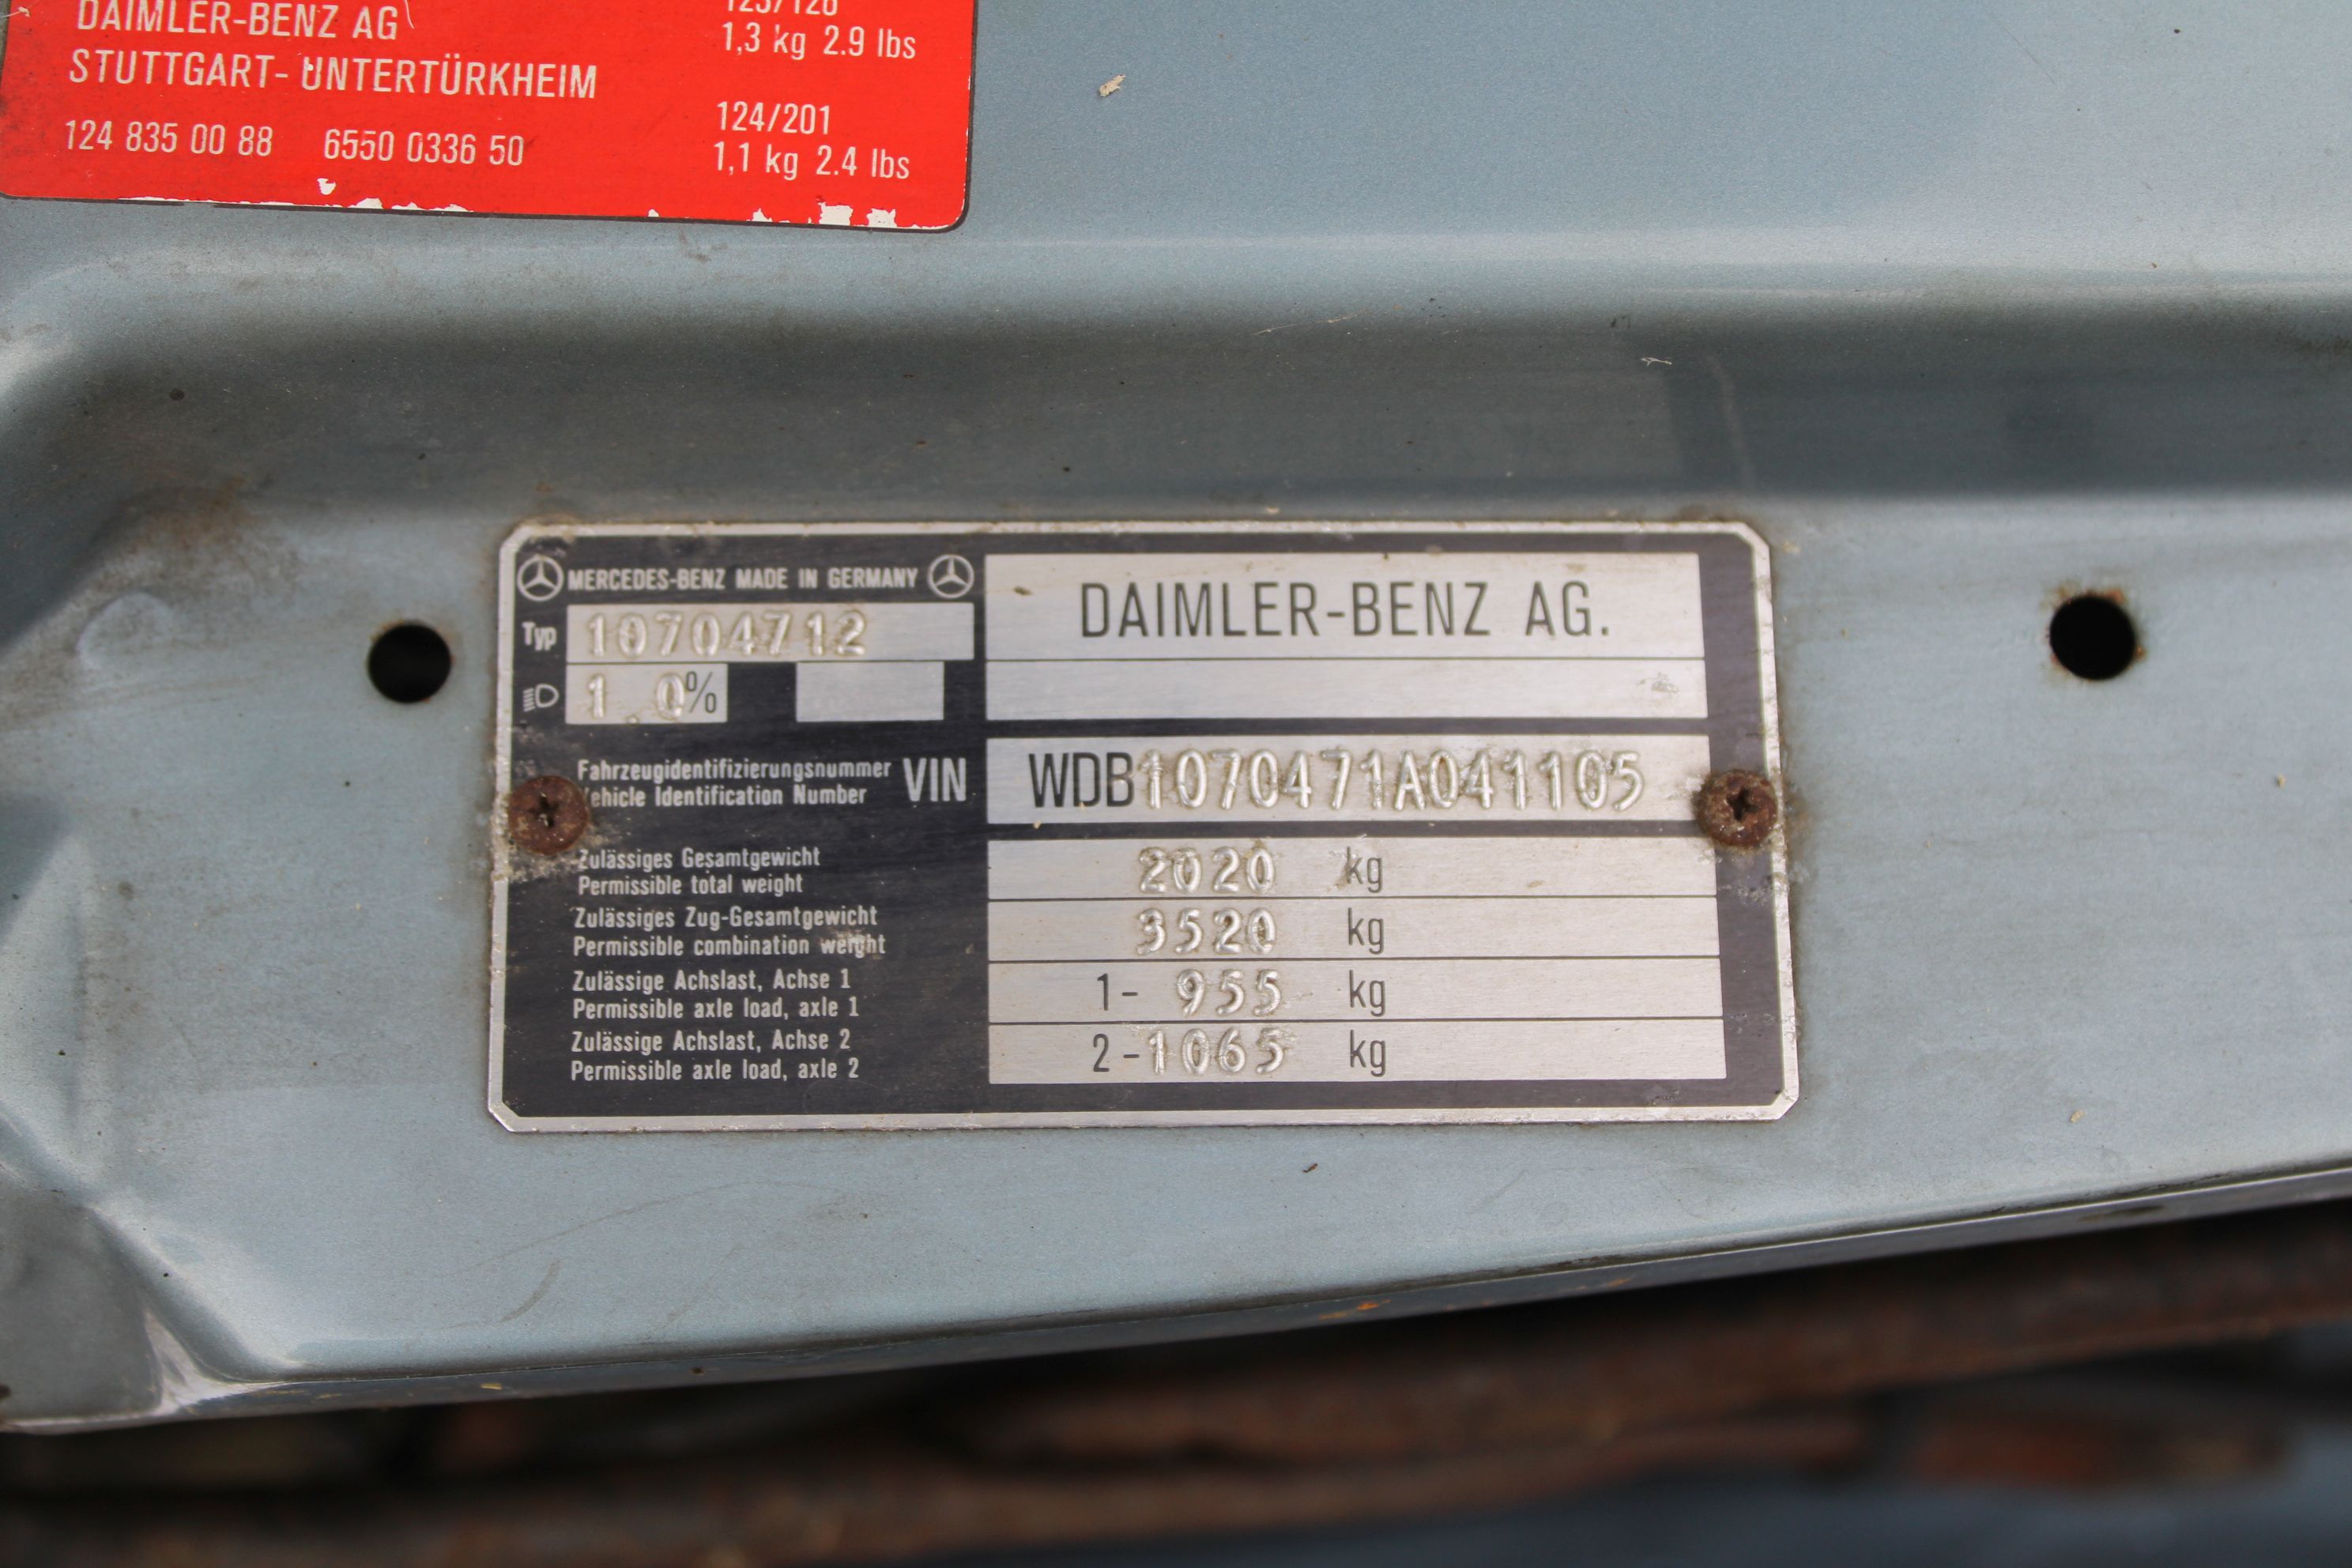 DAIMLER-BENZ AG
STUTTGART-UNTERTÜRKHEIM
124 835 00 88 6550 0336 50
123/126
1,3 kg 2.9 lbs
124/201
1,1 kg 2.4 lbs
MERCEDES-BENZ MADE IN GERMANY
Typ 10704712
1.0%
DAIMLER-BENZ AG.
Fahrzeugidentifizierungsnummer
Vehicle Identification Number
VIN
WDB1070471A041105
Zulässiges Gesamtgewicht
Permissible total weight
2020 kg
Zulässiges Zug-Gesamtgewicht
Permissible combination weight
3520 kg
Zulässige Achslast, Achse 1
Permissible axle load, axle 1
1- 955 kg
Zulässige Achslast, Achse 2
Permissible axle load, axle 2
2-1065 kg